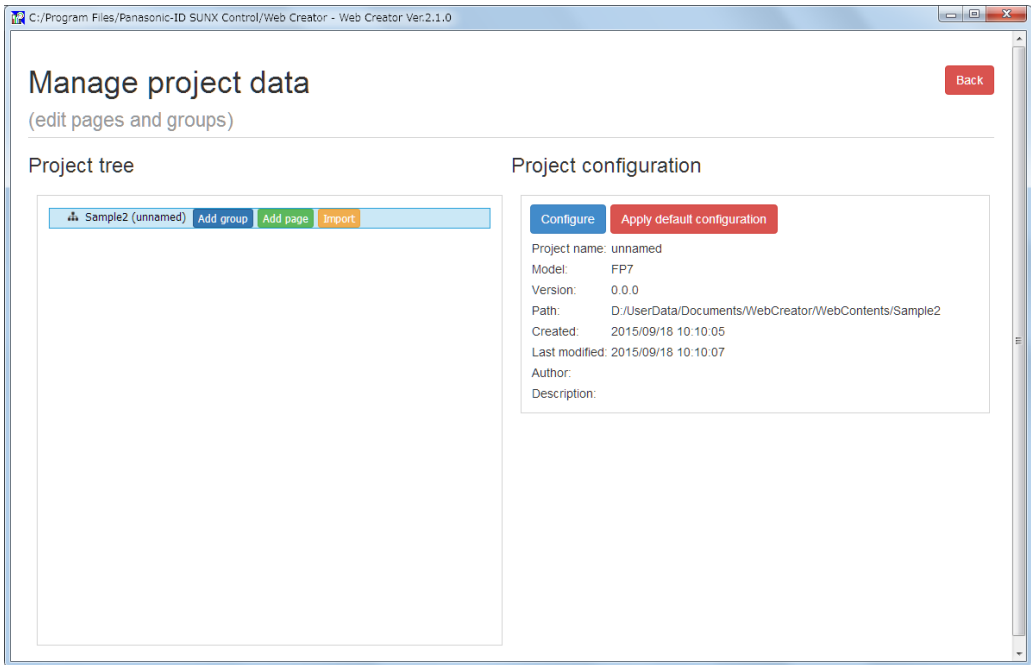 C:/Program Files/Panasonic-ID SUNX Control/Web Creator - Web Creator Ver.2.1.0
Manage project data
Back
(edit pages and groups)
Project tree
Project configuration
Sample2 (unnamed) Add group Add page Import
Configure Apply default configuration
Project name: unnamed
Model: FP7
Version: 0.0.0
Path: D:/UserData/Documents/WebCreator/WebContents/Sample2
Created: 2015/09/18 10:10:05
Last modified: 2015/09/18 10:10:07
Author:
Description: